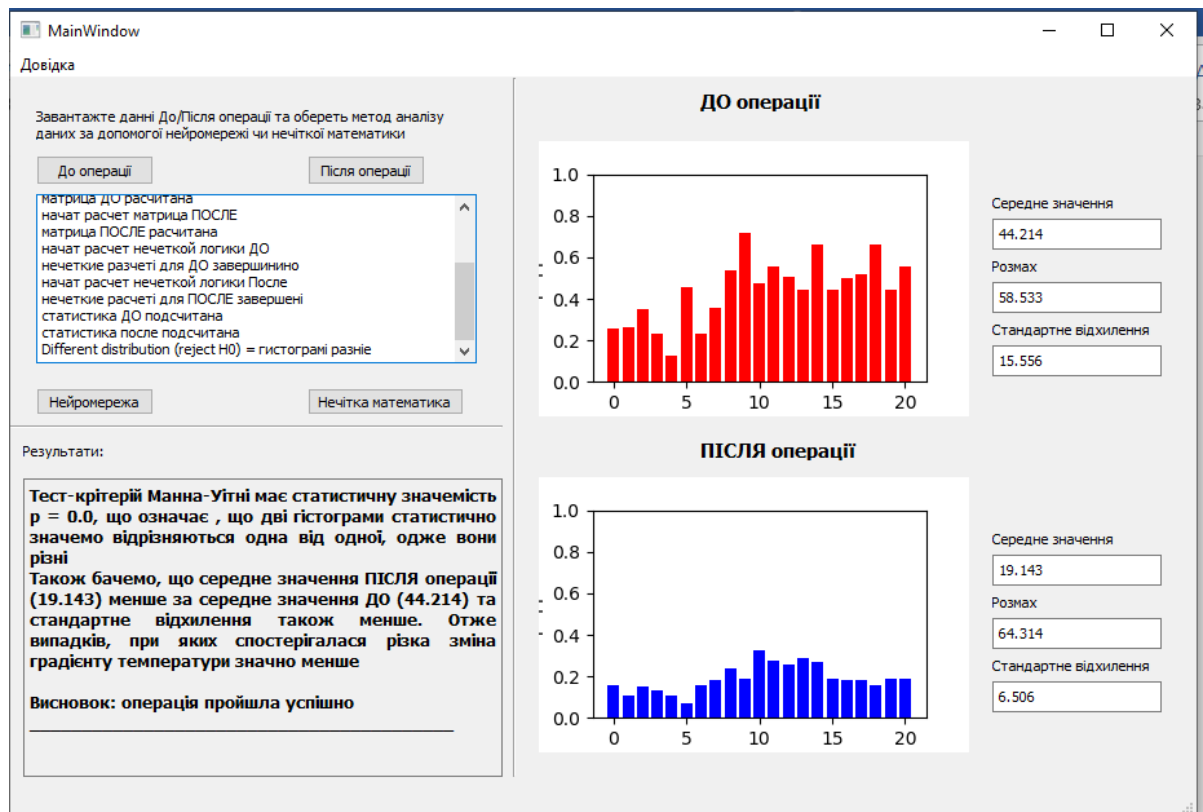 MainWindow
Довідка
Завантажте данні До/Після операції та обереть метод аналізу
даних за допомогої нейромережі чи нечіткої математики
До операції
Після операції
матрица ДО расчитана
начат расчет матрица ПОСЛЕ
матрица ПОСЛЕ расчитана
начат расчет нечеткой логики ДО
нечеткие разчеті для ДО завершинино
начат расчет нечеткой логики После
нечеткие расчеті для ПОСЛЕ завершені
статистика ДО подсчитана
статистика после подсчитана
Different distribution (reject H0) = гистограмі разніе
Нейромережа
Нечітка математика
Результати:
Тест-крітерій Манна-Уітні має статистичну значемість
p = 0.0, що означає , що дві гістограми статистично
значемо відрізняються одна від одної, одже вони
різні
Також бачемо, що середне значення ПІСЛЯ операції
(19.143) менше за середне значення ДО (44.214) та
стандартне відхилення також менше. Отже
випадків, при яких спостерігалася різка зміна
градієнту температури значно менше
Висновок: операція пройшла успішно
ДО операції
1.0
0.8
0.6
0.4
0.2
0.0
0 5 10 15 20
Середне значення
44.214
Розмах
58.533
Стандартне відхилення
15.556
ПІСЛЯ операції
1.0
0.8
0.6
0.4
0.2
0.0
0 5 10 15 20
Середне значення
19.143
Розмах
64.314
Стандартне відхилення
6.506